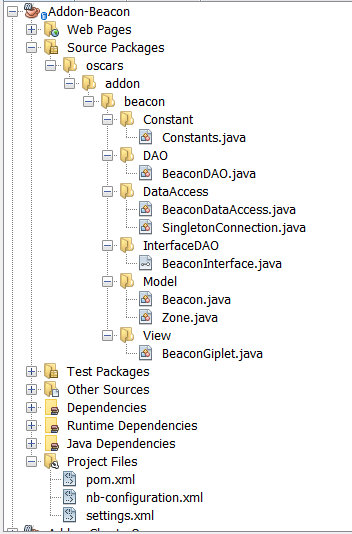 Addon-Beacon
Web Pages
Source Packages
oscars
addon
beacon
Constant
Constants.java
DAO
BeaconDAO.java
DataAccess
BeaconDataAccess.java
SingletonConnection.java
InterfaceDAO
BeaconInterface.java
Model
Beacon.java
Zone.java
View
BeaconGiplet.java
Test Packages
Other Sources
Dependencies
Runtime Dependencies
Java Dependencies
Project Files
pom.xml
nb-configuration.xml
settings.xml